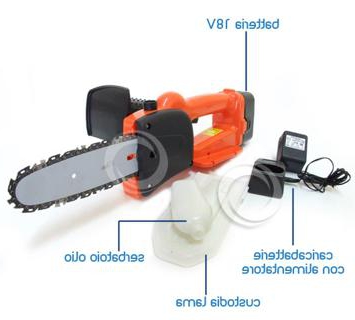 batteria 18V
serbatoio olio
caricabatterie
con alimentatore
custodia lama